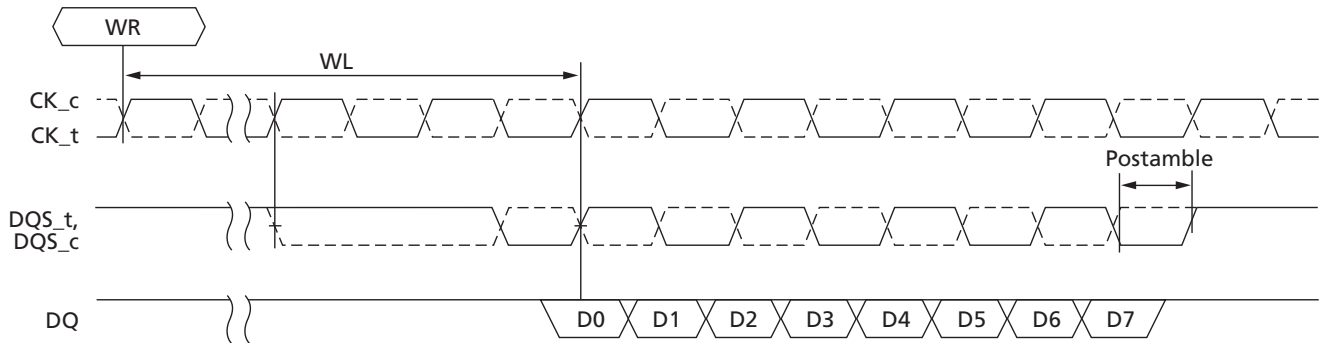 WR
WL
CK_c
CK_t
Postamble
DQS_t,
DQS_c
DQ
D0 D1 D2 D3 D4 D5 D6 D7